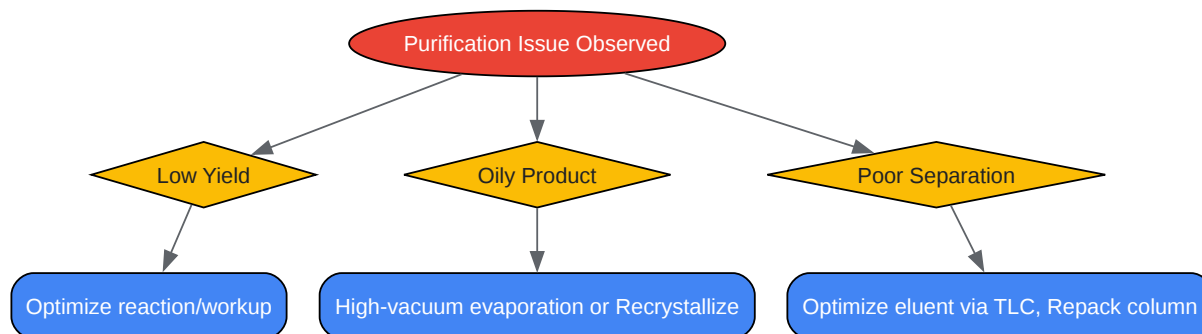 Purification Issue Observed
Low Yield
Oily Product
Poor Separation
Optimize reaction/workup
High-vacuum evaporation or Recrystallize
Optimize eluent via TLC, Repack column